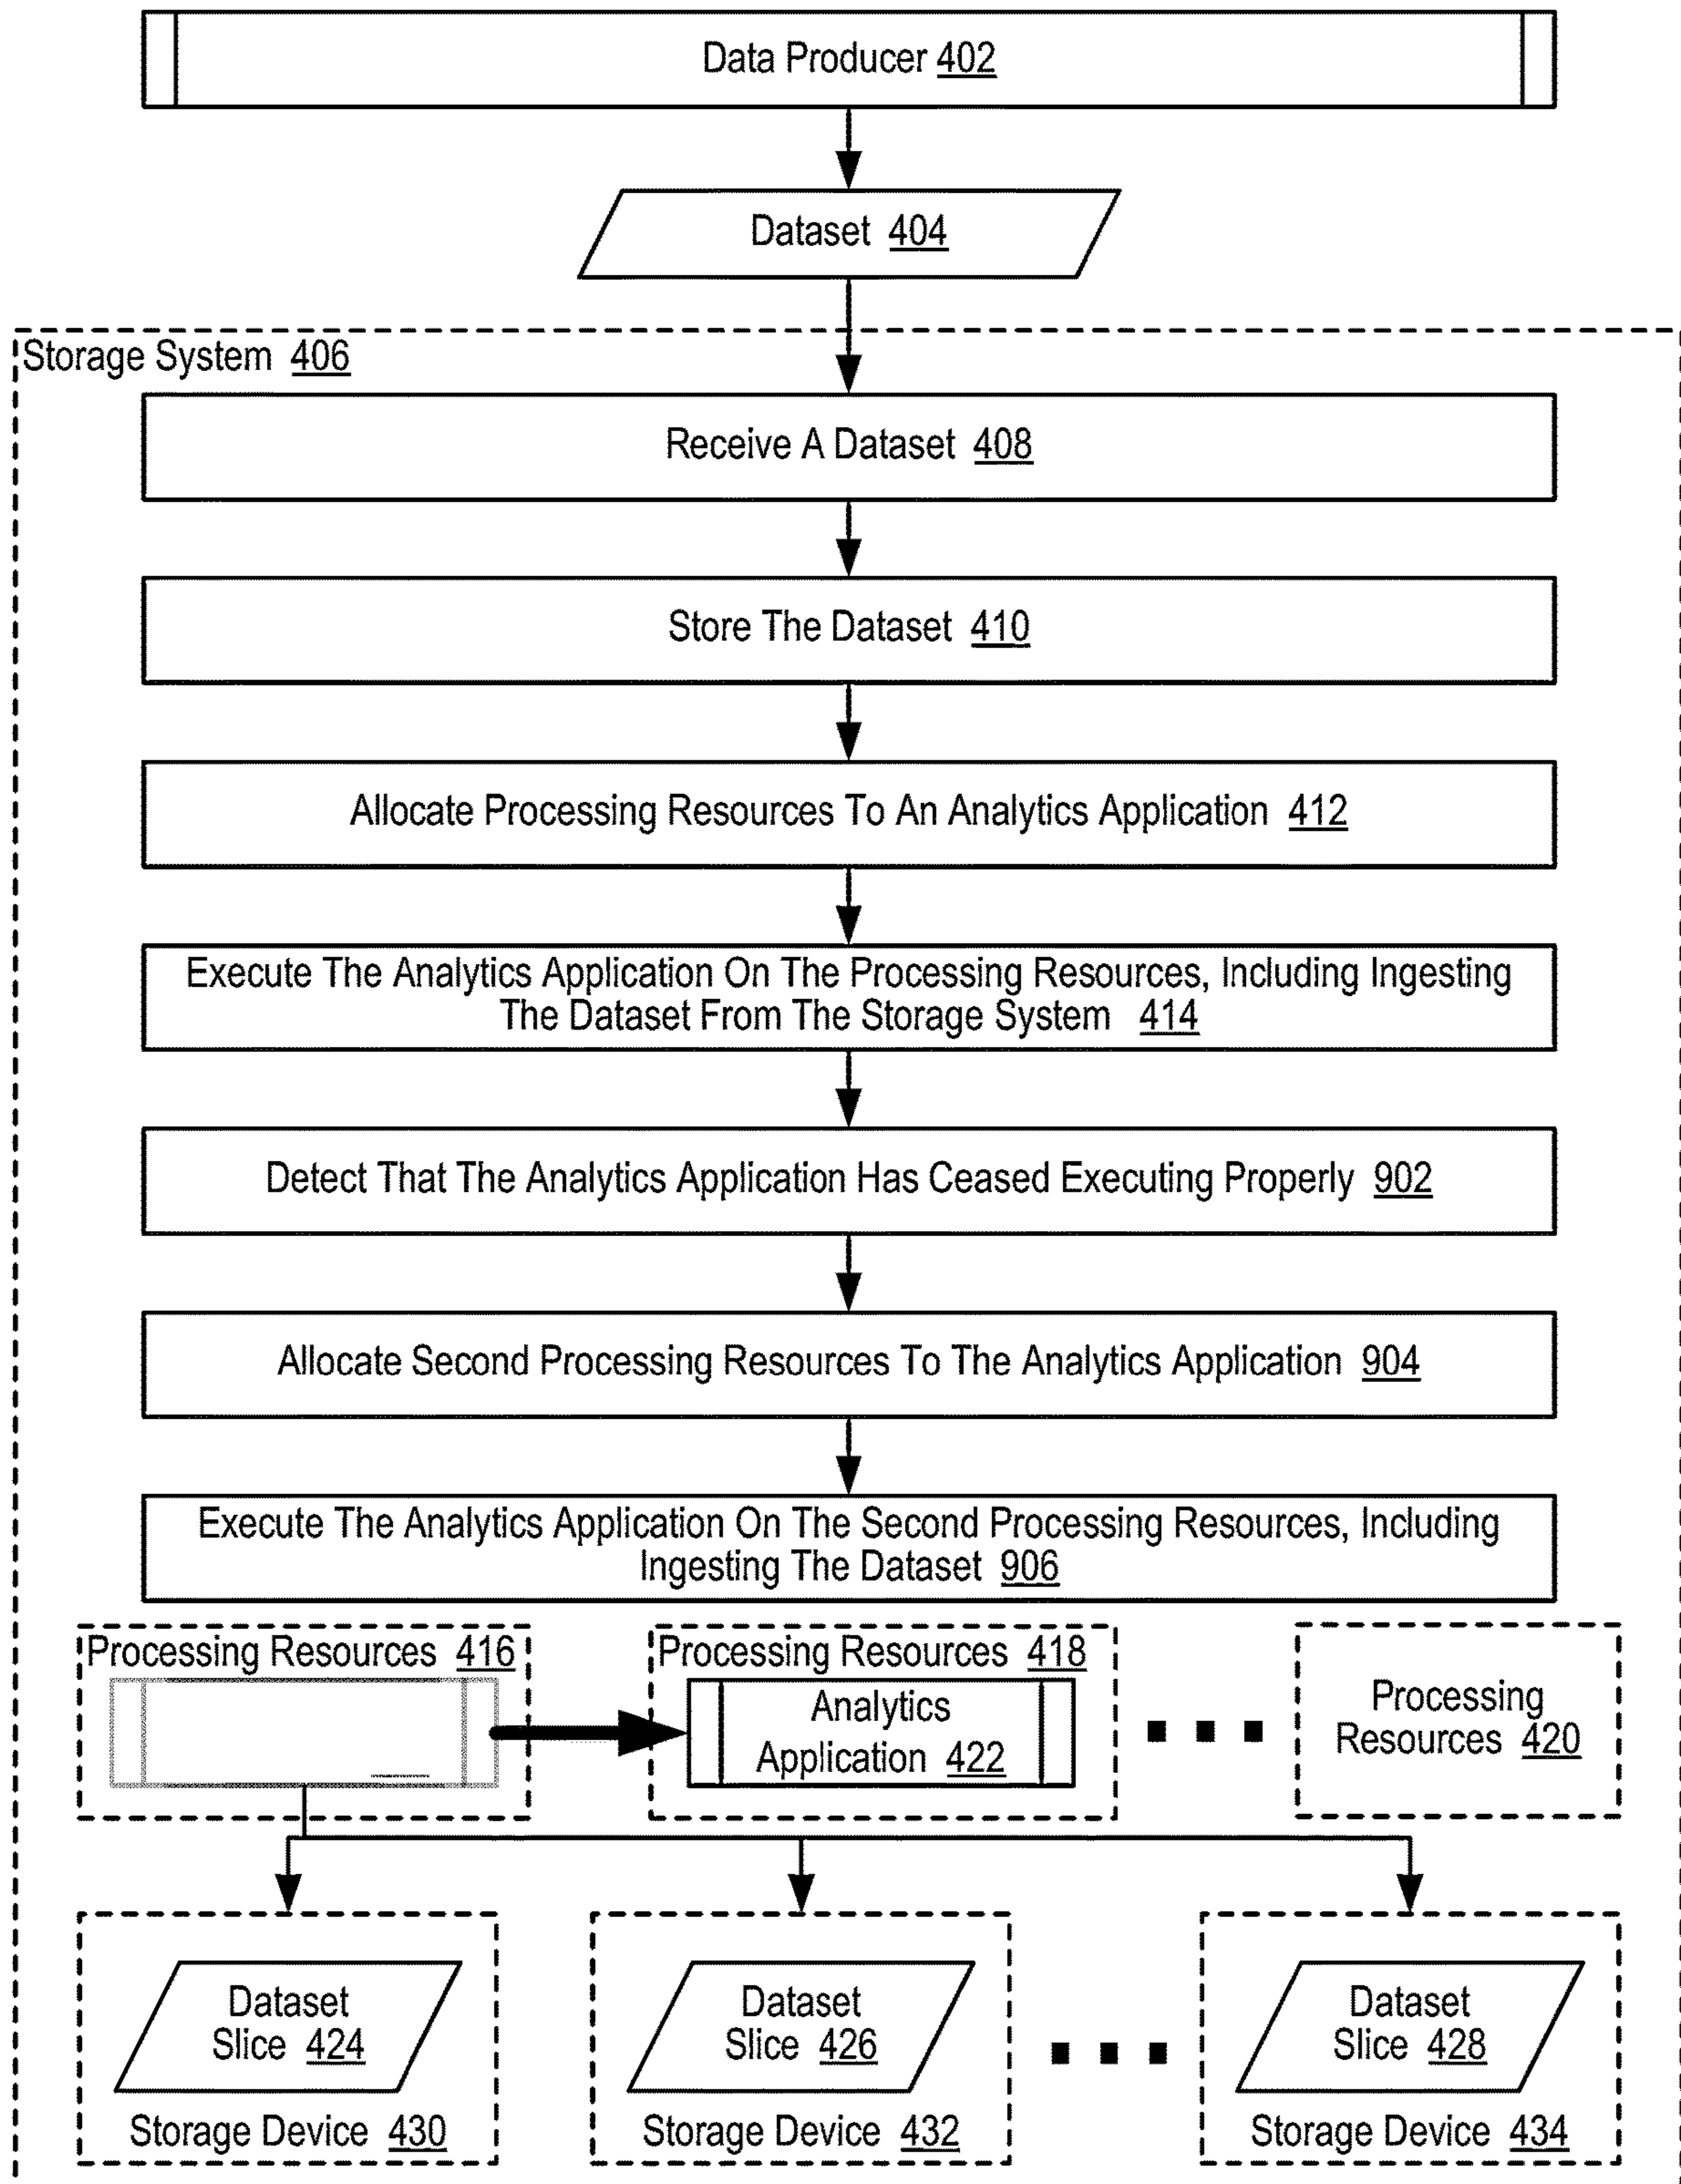 Data Producer 402
Dataset 404
Storage System 406
Receive A Dataset 408
Store The Dataset 410
Allocate Processing Resources To An Analytics Application 412
Execute The Analytics Application On The Processing Resources, Including Ingesting
The Dataset From The Storage System 414
Detect That The Analytics Application Has Ceased Executing Properly 902
Allocate Second Processing Resources To The Analytics Application 904
Execute The Analytics Application On The Second Processing Resources, Including
Ingesting The Dataset 906
Processing Resources 416
Processing Resources 418
Analytics
Application 422
Processing
Resources 420
Dataset
Slice 424
Storage Device 430
Dataset
Slice 426
Storage Device 432
Dataset
Slice 428
Storage Device 434